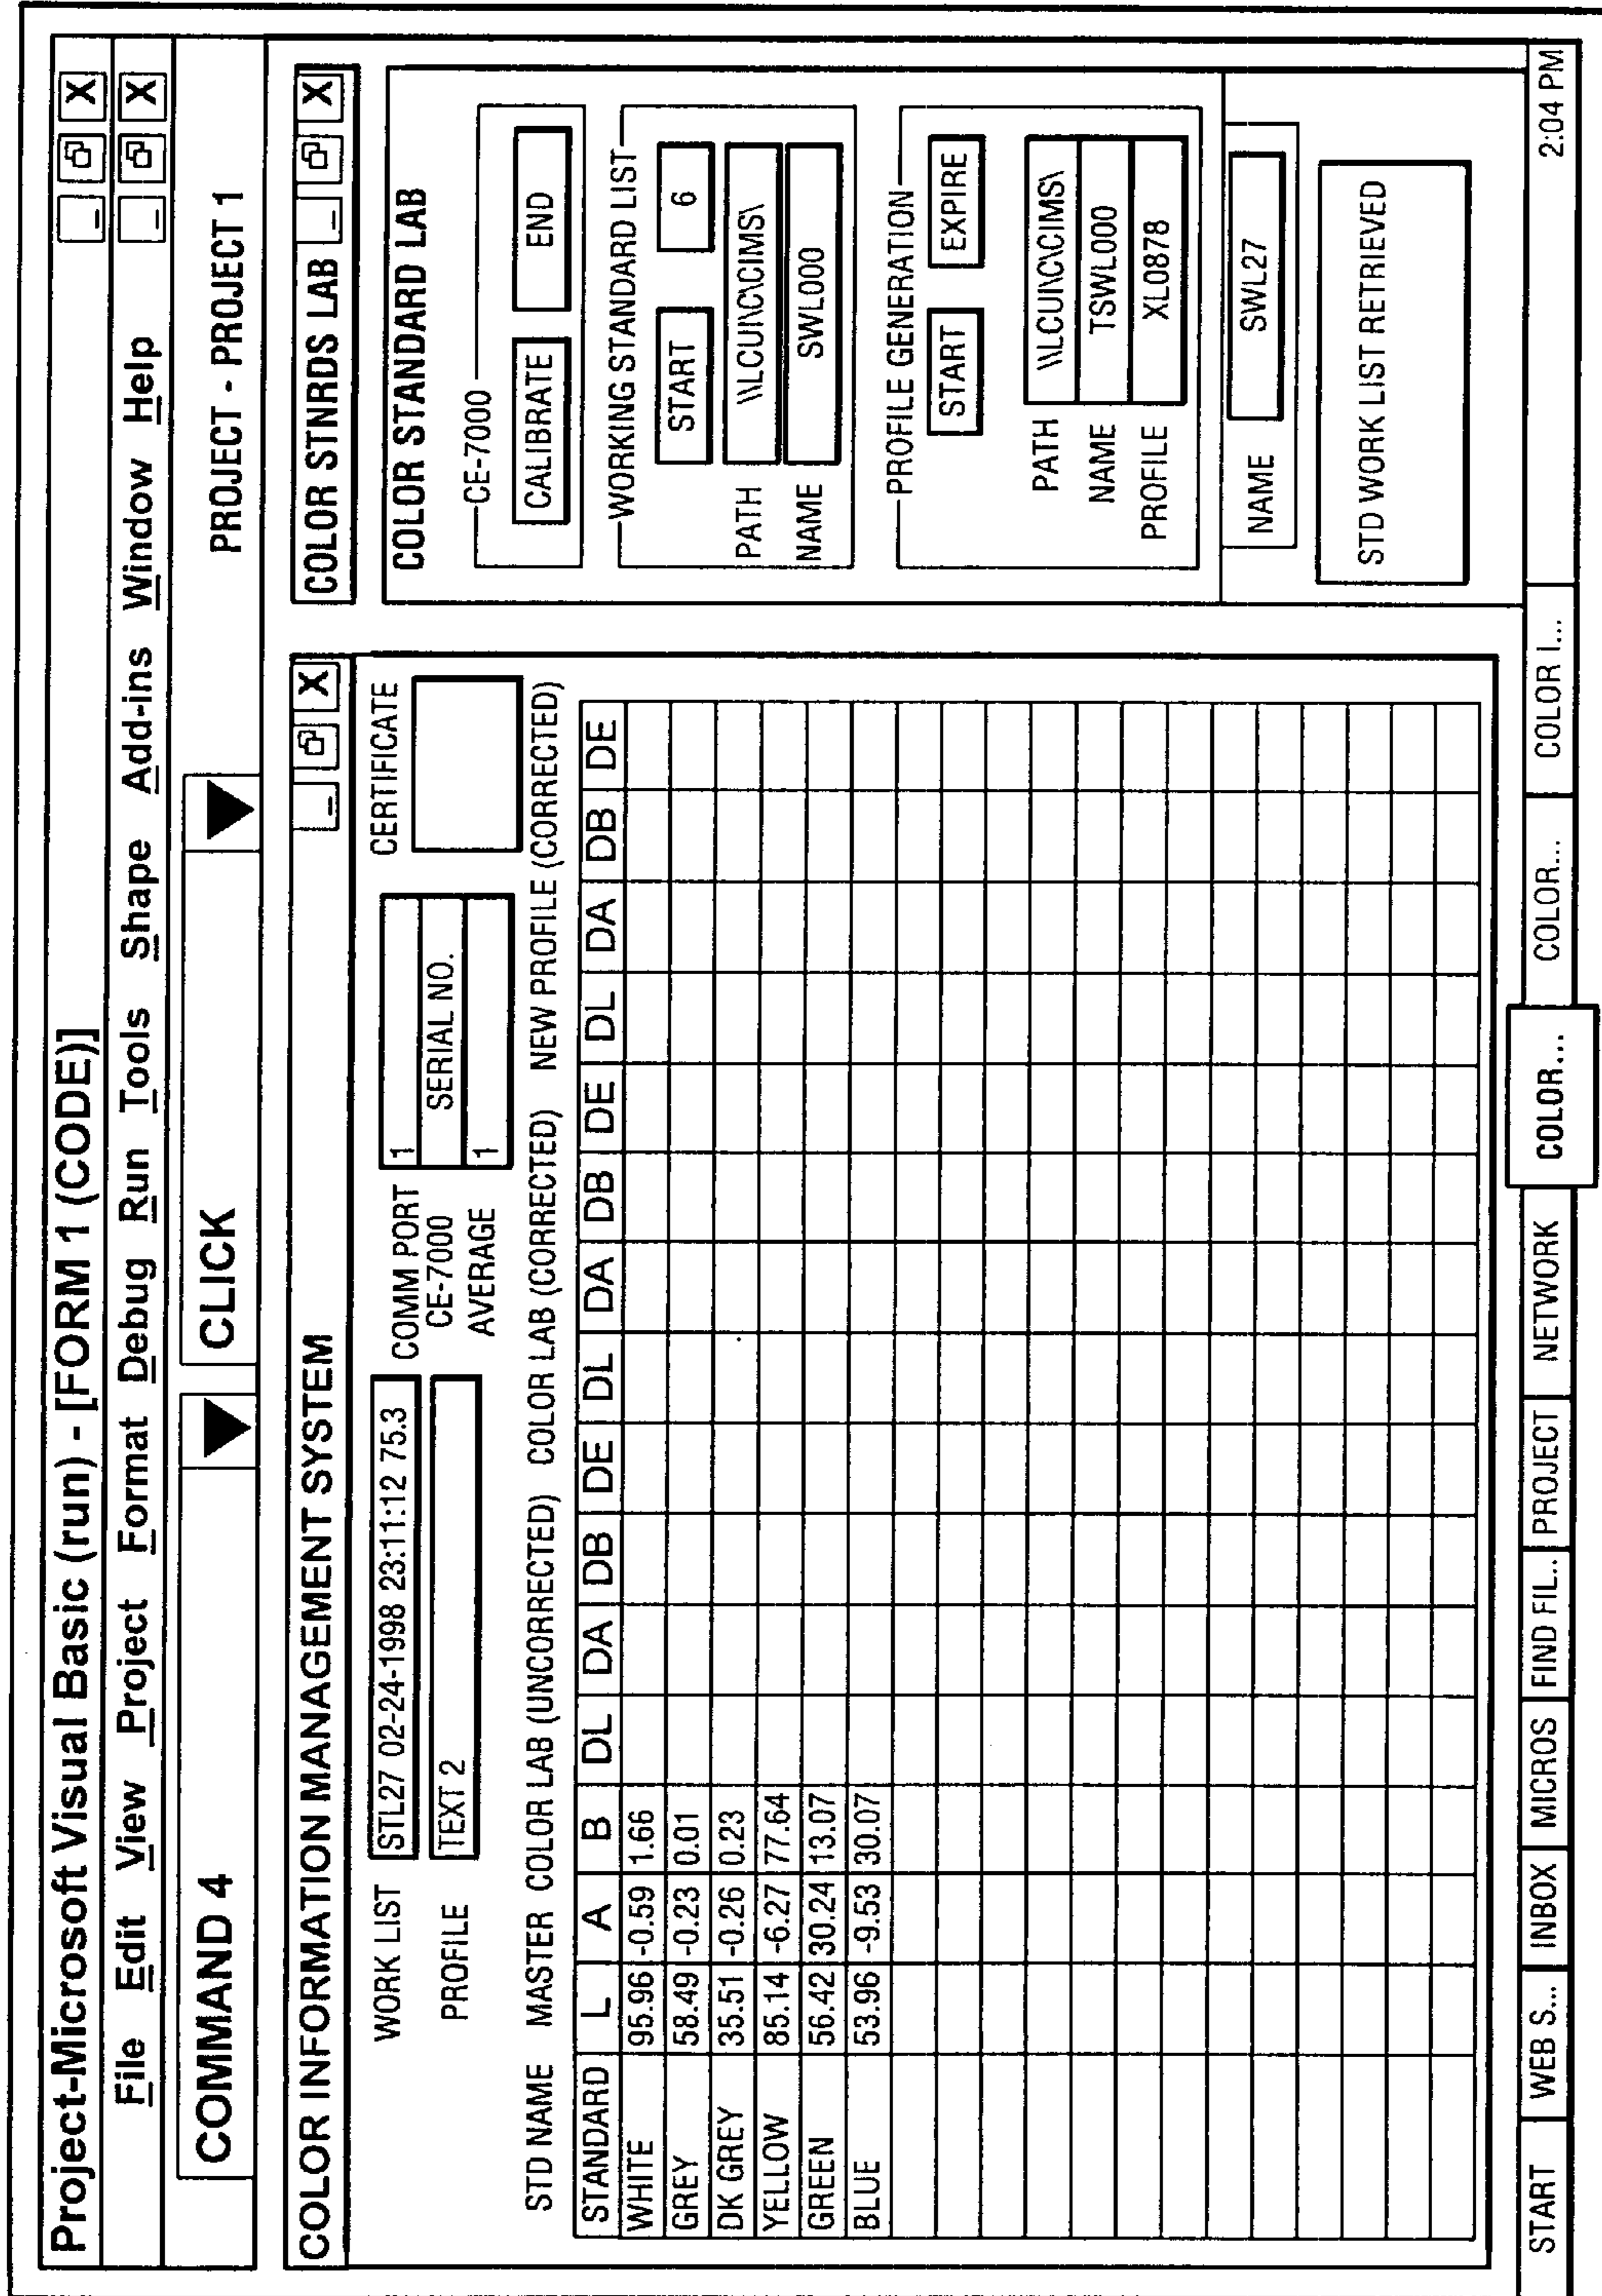 Project-Microsoft Visual Basic (run) - [FORM 1 (CODE)] _ X
File Edit View Project Format Debug Run Tools Shape Add-ins Window Help _ X
COMMAND 4 CLICK PROJECT - PROJECT 1
COLOR INFORMATION MANAGEMENT SYSTEM _ X
WORK LIST STL27 02-24-1998 23:11:12 75.3 COMM PORT 1 CERTIFICATE
CE-7000 SERIAL NO.
PROFILE TEXT 2 AVERAGE 1
STD NAME MASTER COLOR LAB (UNCORRECTED) COLOR LAB (CORRECTED) NEW PROFILE (CORRECTED)
STANDARD L A B DL DA DB DE DL DA DB DE DL DA DB DE
WHITE 95.96 -0.59 1.66
GREY 58.49 -0.23 0.01
DK GREY 35.51 -0.26 0.23
YELLOW 85.14 -6.27 77.64
GREEN 56.42 30.24 13.07
BLUE 53.96 -9.53 30.07
COLOR STNRDS LAB _ X
COLOR STANDARD LAB
CE-7000
CALIBRATE END
WORKING STANDARD LIST
START 6
PATH \\LCUI\C\CIMS\
NAME SWL000
PROFILE GENERATION
START EXPIRE
PATH \\LCUI\C\CIMS\
NAME TSWL000
PROFILE XL0878
NAME SWL27
STD WORK LIST RETRIEVED
START WEB S... INBOX MICROS FIND FIL.. PROJECT NETWORK COLOR... COLOR... COLOR I... 2:04 PM